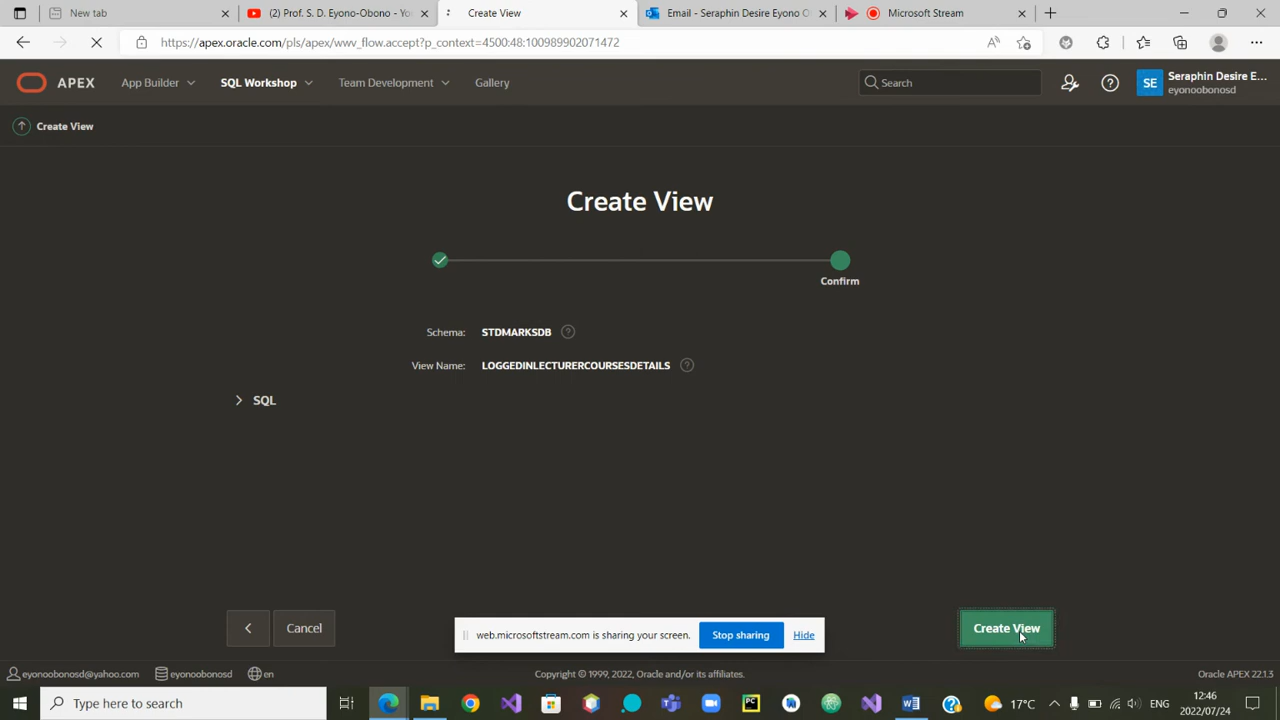 New tab
(2) Prof. S. D. Eyono-Obono - Yo
Create View
Email - Seraphin Desire Eyono O
Microsoft Stream
https://apex.oracle.com/pls/apex/wwv_flow.accept?p_context=4500:48:100989902071472
APEX
App Builder
SQL Workshop
Team Development
Gallery
Search
SE
Seraphin Desire E...
eyonoobonosd
Create View
Create View
Confirm
Schema: STDMARKSDB
View Name: LOGGEDINLECTURERCOURSESDETAILS
SQL
Cancel
web.microsoftstream.com is sharing your screen.
Stop sharing
Hide
Create View
eyonoobonosd@yahoo.com
eyonoobonosd
en
Copyright © 1999, 2022, Oracle and/or its affiliates.
Oracle APEX 22.1.3
Type here to search
17°C
ENG
12:46
2022/07/24